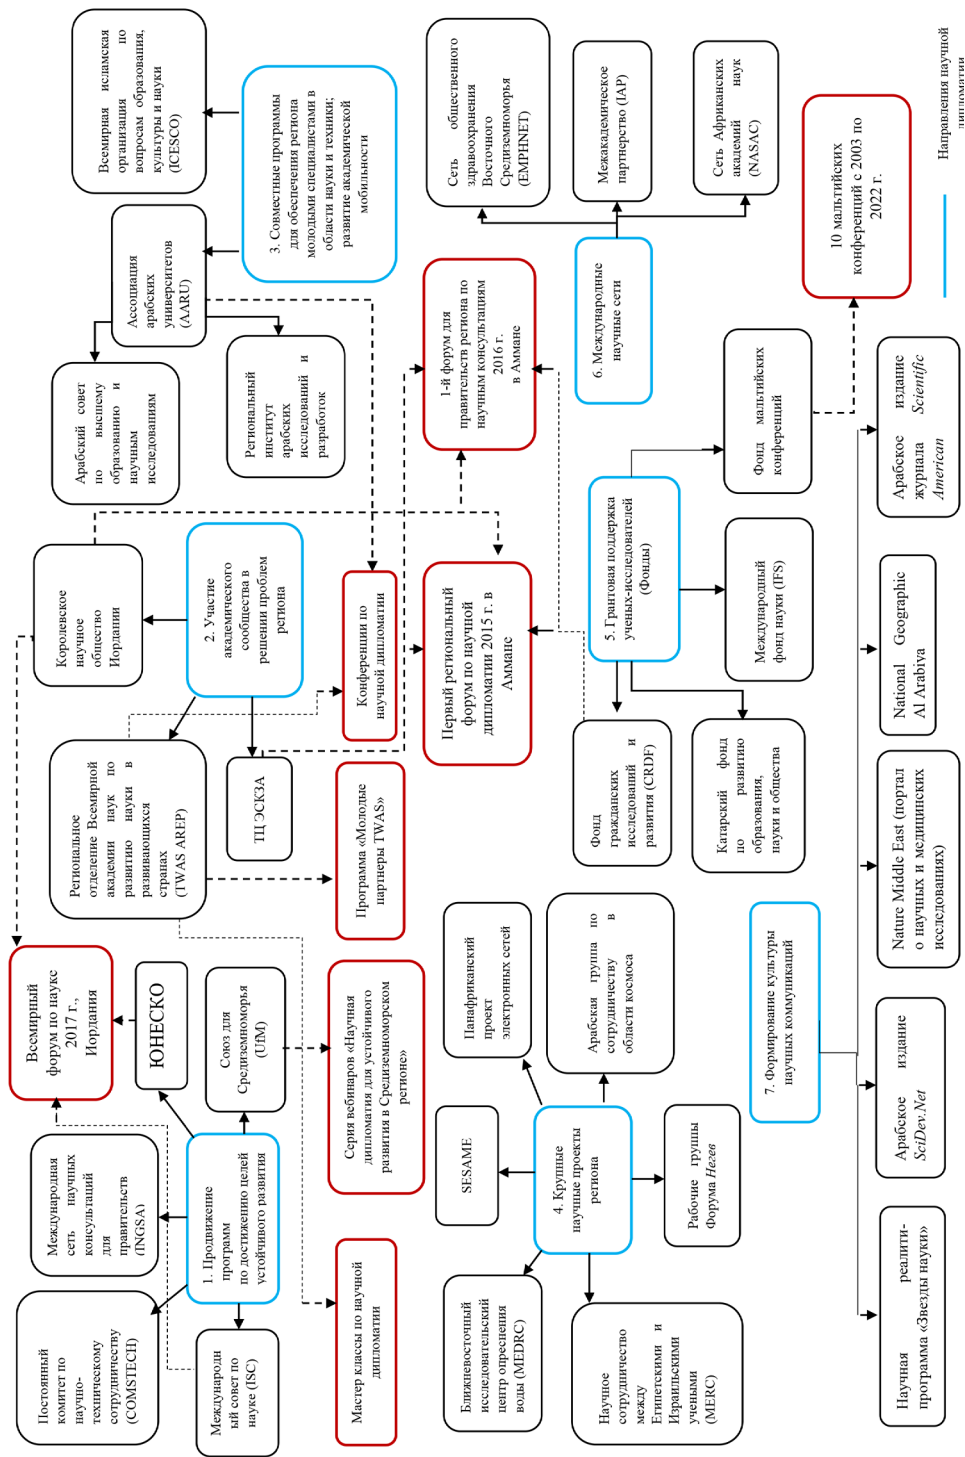 Постоянный
комитет по
научно-
техническому
сотрудничеству
(COMSTECH)
Международная
сеть научных
консультаций
для
правительств
(INGSA)
Всемирный
форум по науке
2017 г.,
Иордания
ЮНЕСКО
Международн
ый совет по
науке (ISC)
1. Продвижение
программ
по достижению целей
устойчивого развития
Союз для
Средиземноморья
(UfM)
Региональное
отделение Всемирной
академии наук по
развитию науки в
развивающихся
странах
(TWAS AREP)
Королевское
научное
общество
Иордании
2. Участие
академического
сообщества в
решении проблем
региона
ТЦ ЭСКЗА
Арабский совет
по высшему
образованию и
научным
исследованиям
Ассоциация
арабских
университетов
(AARU)
Региональный
институт
арабских
исследований и
разработок
Всемирная исламская
организация по
вопросам образования,
культуры и науки
(ICESCO)
3. Совместные программы
для обеспечения региона
молодыми специалистами в
области науки и техники;
развитие академической
мобильности
Мастер классы по научной
дипломатии
Серия вебинаров «Научная
дипломатия для устойчивого
развития в Средиземноморском
регионе»
Программа «Молодые
партнеры TWAS»
Конференции по
научной дипломатии
Первый региональный
форум по научной
дипломатии 2015 г. в
Аммане
1-й форум для
правительств региона по
научным консультациям
2016 г.
в Аммане
Сеть общественного
здравоохранения
Восточного
Средиземноморья
(EMPHNET)
Межакадемическое
партнерство (IAP)
Сеть Африканских
академий наук
(NASAC)
6. Международные
научные сети
Ближневосточный
исследовательский
центр опреснения
воды (MEDRC)
SESAME
Панафриканский
проект
электронных сетей
4. Крупные
научные проекты
региона
Арабская группа по
сотрудничеству в
области космоса
Научное
сотрудничество
между
Египетскими и
Израильскими
учеными
(MERC)
Рабочие группы
Форума Негев
5. Грантовая поддержка
ученых-исследователей
(Фонды)
Фонд
гражданских
исследований и
развития (CRDF)
Катарский фонд
по развитию
образования,
науки и общества
Международный
фонд науки (IFS)
Фонд мальтийских
конференций
10 мальтийских
конференций с 2003 по
2022 г.
7. Формирование культуры
научных коммуникаций
Научная реалити-
программа «Звезды науки»
Арабское издание
SciDev.Net
Nature Middle East (портал
о научных и медицинских
исследованиях)
National Geographic
Al Arabiya
Арабское издание
журнала Scientific
American
Направления научной
дипломатии